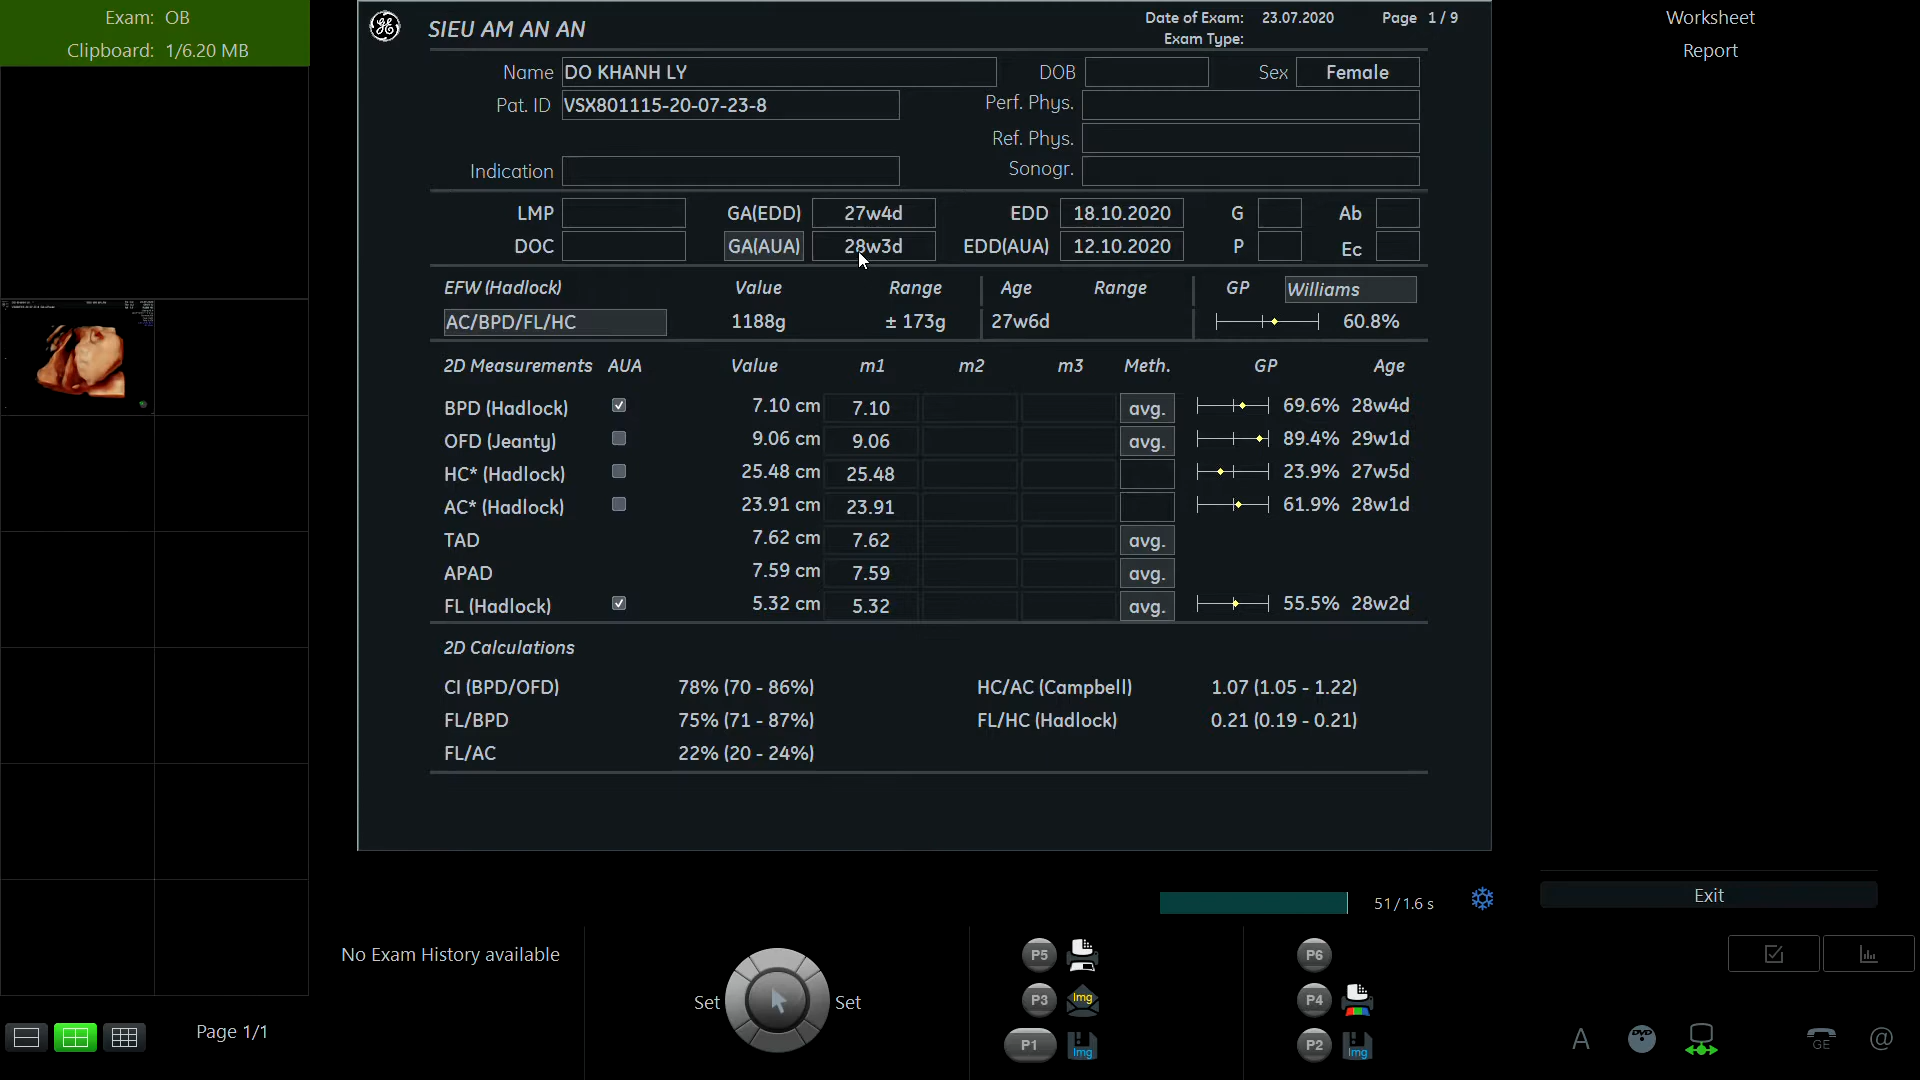 Exam: OB
Clipboard: 1/6.20 MB
SIEU AM AN AN
Date of Exam: 23.07.2020 Page 1 / 9
Exam Type:
Worksheet
Report
Name DO KHANH LY DOB Sex Female
Pat. ID VSX801115-20-07-23-8 Perf. Phys.
Ref. Phys.
Indication Sonogr.
LMP GA(EDD) 27w4d EDD 18.10.2020 G Ab
DOC GA(AUA) 28w3d EDD(AUA) 12.10.2020 P Ec
EFW (Hadlock) Value Range Age Range GP Williams
AC/BPD/FL/HC 1188g ± 173g 27w6d 60.8%
2D Measurements AUA Value m1 m2 m3 Meth. GP Age
BPD (Hadlock) 7.10 cm 7.10 avg. 69.6% 28w4d
OFD (Jeanty) 9.06 cm 9.06 avg. 89.4% 29w1d
HC* (Hadlock) 25.48 cm 25.48 23.9% 27w5d
AC* (Hadlock) 23.91 cm 23.91 61.9% 28w1d
TAD 7.62 cm 7.62 avg.
APAD 7.59 cm 7.59 avg.
FL (Hadlock) 5.32 cm 5.32 avg. 55.5% 28w2d
2D Calculations
CI (BPD/OFD) 78% (70 - 86%) HC/AC (Campbell) 1.07 (1.05 - 1.22)
FL/BPD 75% (71 - 87%) FL/HC (Hadlock) 0.21 (0.19 - 0.21)
FL/AC 22% (20 - 24%)
51/1.6 s
Exit
No Exam History available
Set Set
P5
P3 Img
P1 Img
P6
P4
P2 Img
Page 1/1
A DVD GE @